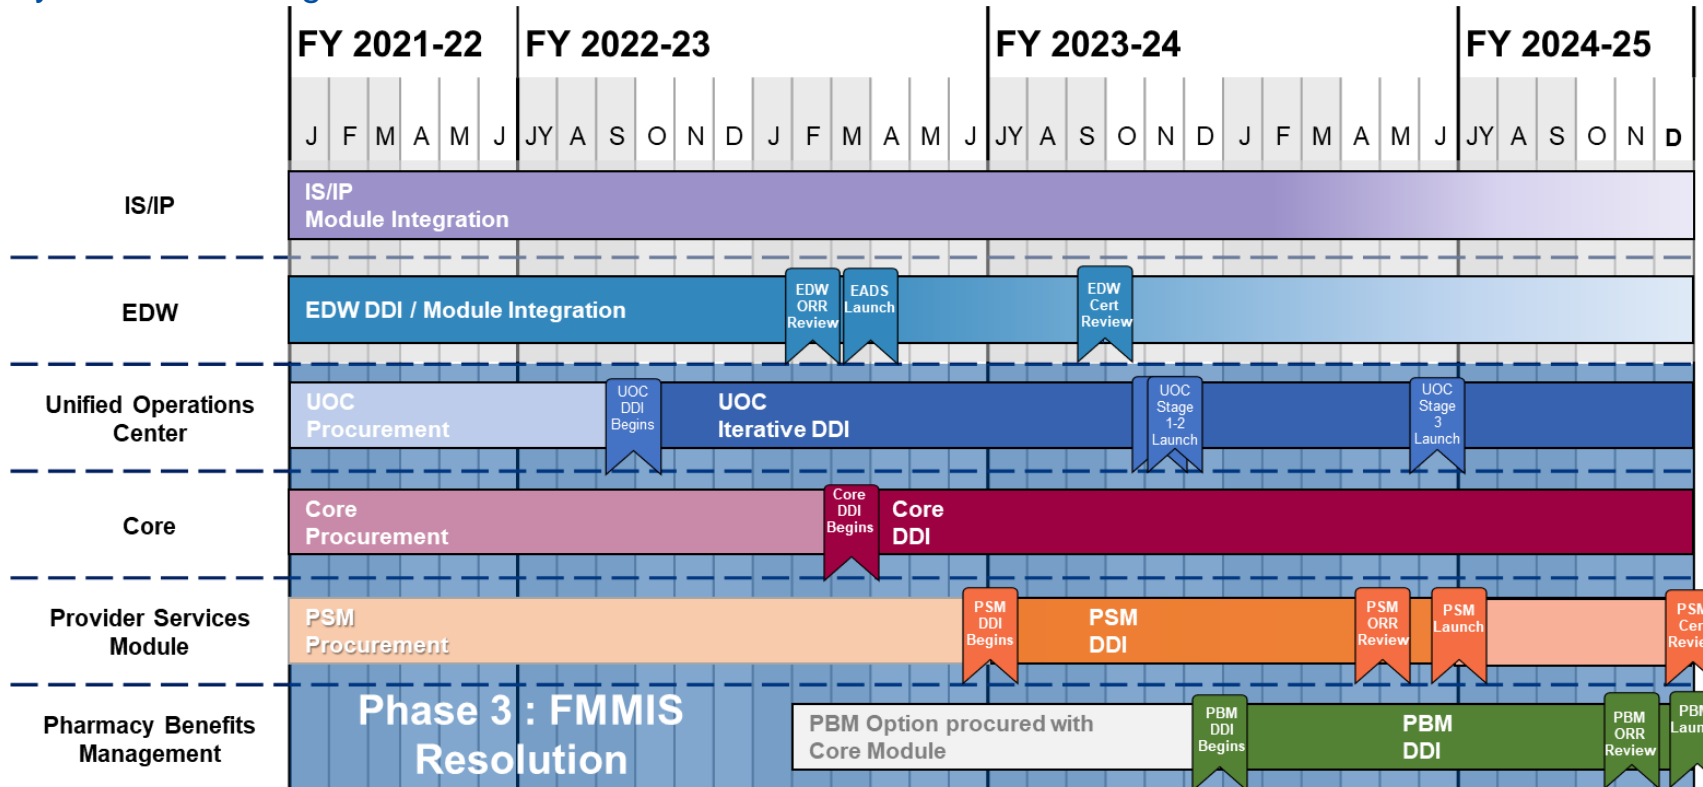 FY 2021-22 FY 2022-23 FY 2023-24 FY 2024-25
J F M A M J JY A S O N D J F M A M J JY A S O N D J F M A M J JY A S O N D
IS/IP
IS/IP
Module Integration
EDW
EDW DDI / Module Integration
EDW
ORR
Review
EADS
Launch
EDW
Cert
Review
Unified Operations
Center
UOC
Procurement
UOC
DDI
Begins
UOC
Iterative DDI
UOC
Stage
1-2
Launch
UOC
Stage
3
Launch
Core
Core
Procurement
Core
DDI
Begins
Core
DDI
Provider Services
Module
PSM
Procurement
PSM
DDI
Begins
PSM
DDI
PSM
ORR
Review
PSM
Launch
PSM
Cer
Revie
Pharmacy Benefits
Management
Phase 3 : FMMIS
Resolution
PBM Option procured with
Core Module
PBM
DDI
Begins
PBM
DDI
PBM
ORR
Review
PBM
Laun